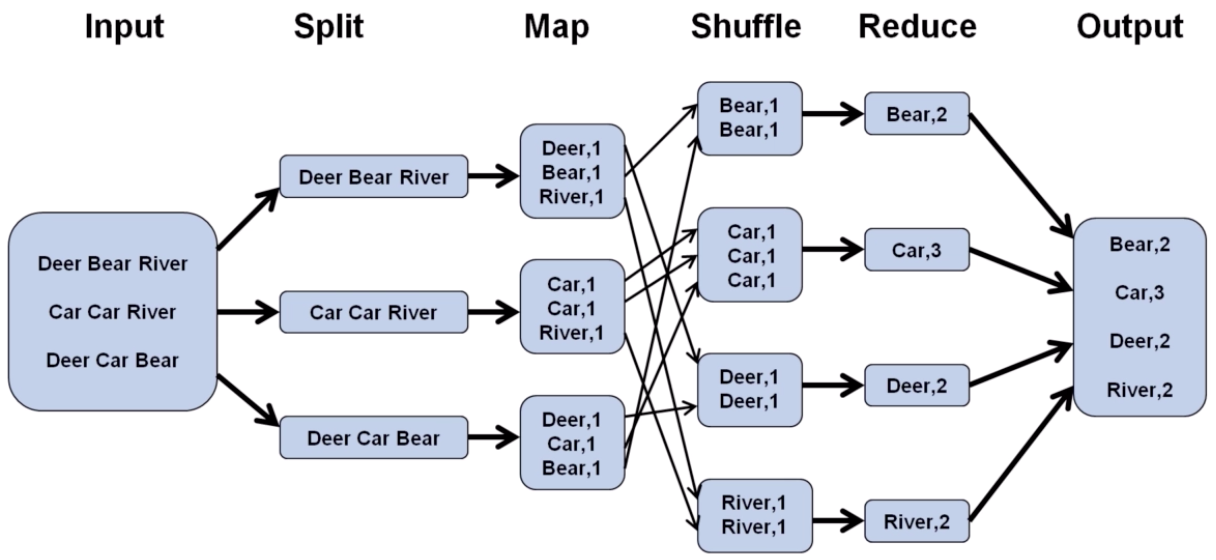 Input Split Map Shuffle Reduce Output
Deer Bear River
Car Car River
Deer Car Bear
Deer Bear River
Car Car River
Deer Car Bear
Deer,1
Bear,1
River,1
Car,1
Car,1
River,1
Deer,1
Car,1
Bear,1
Bear,1
Bear,1
Car,1
Car,1
Car,1
Deer,1
Deer,1
River,1
River,1
Bear,2
Car,3
Deer,2
River,2
Bear,2
Car,3
Deer,2
River,2